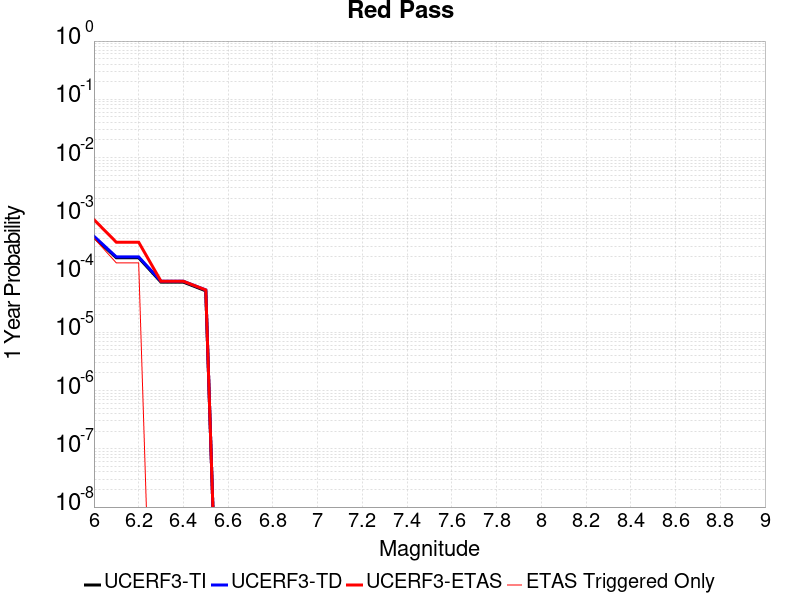 Red Pass
10^0
10^-1
10^-2
10^-3
10^-4
10^-5
10^-6
10^-7
10^-8
1 Year Probability
6 6.2 6.4 6.6 6.8 7 7.2 7.4 7.6 7.8 8 8.2 8.4 8.6 8.8 9
Magnitude
UCERF3-TI UCERF3-TD UCERF3-ETAS ETAS Triggered Only